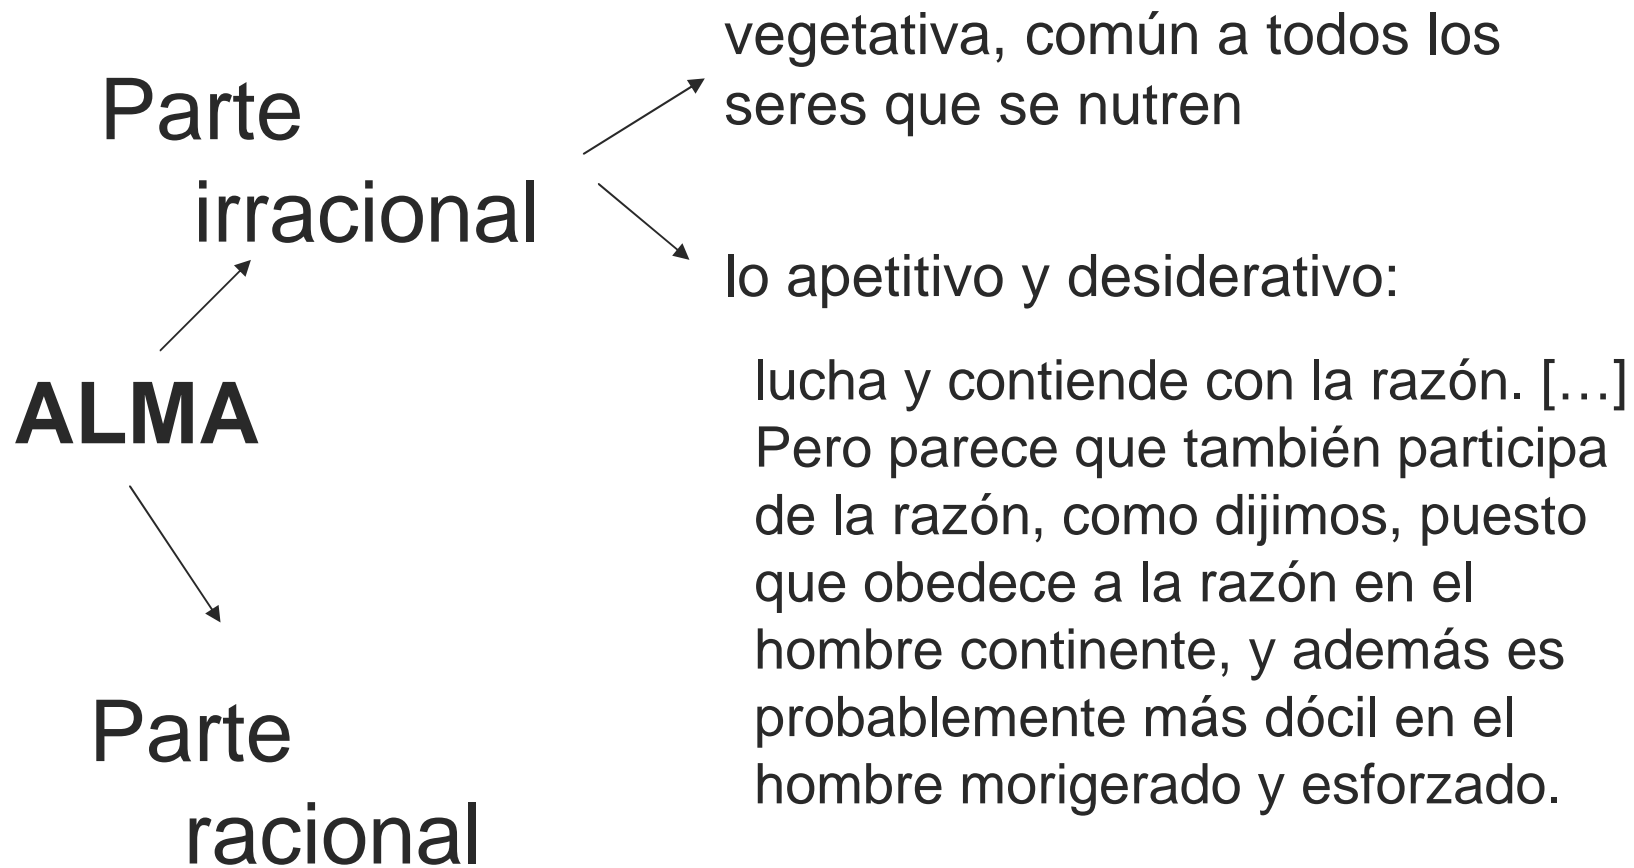 vegetativa, común a todos los
seres que se nutren
Parte
irracional
lo apetitivo y desiderativo:
lucha y contiende con la razón. […]
Pero parece que también participa
de la razón, como dijimos, puesto
que obedece a la razón en el
hombre continente, y además es
probablemente más dócil en el
hombre morigerado y esforzado.
ALMA
Parte
racional